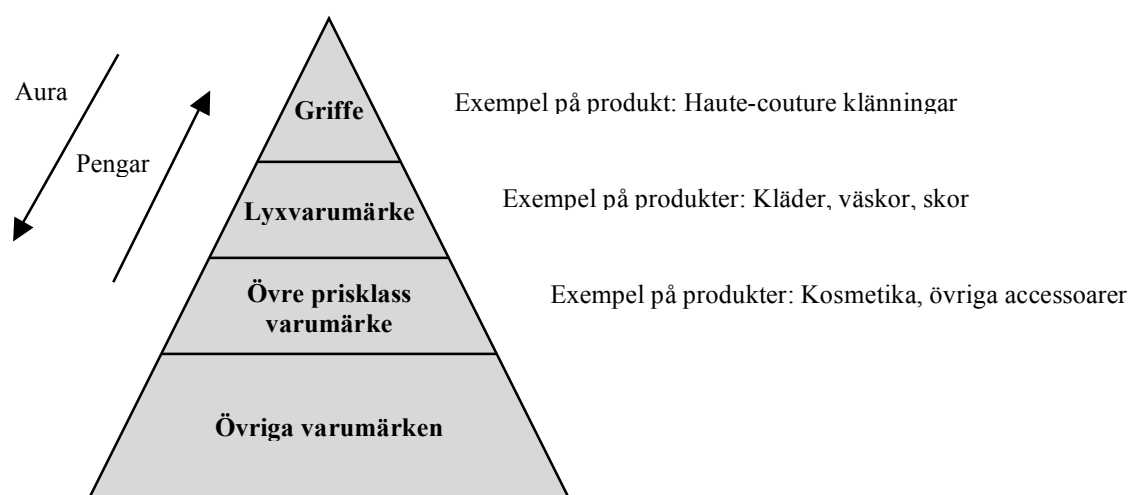 Aura
Pengar
Griffe
Exempel på produkt: Haute-couture klänningar
Lyxvarumärke
Exempel på produkter: Kläder, väskor, skor
Övre prisklass
varumärke
Exempel på produkter: Kosmetika, övriga accessoarer
Övriga varumärken